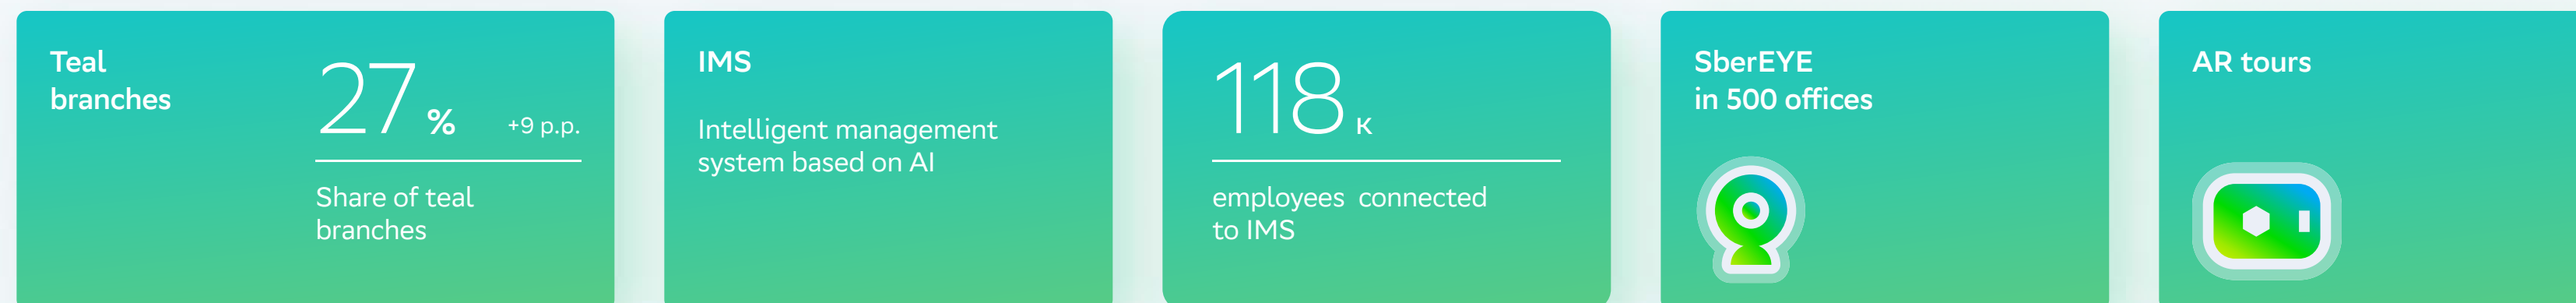 Teal
branches
27 %
+9 p.p.
Share of teal
branches
IMS
Intelligent management
system based on AI
118 K
employees connected
to IMS
SberEYE
in 500 offices
AR tours